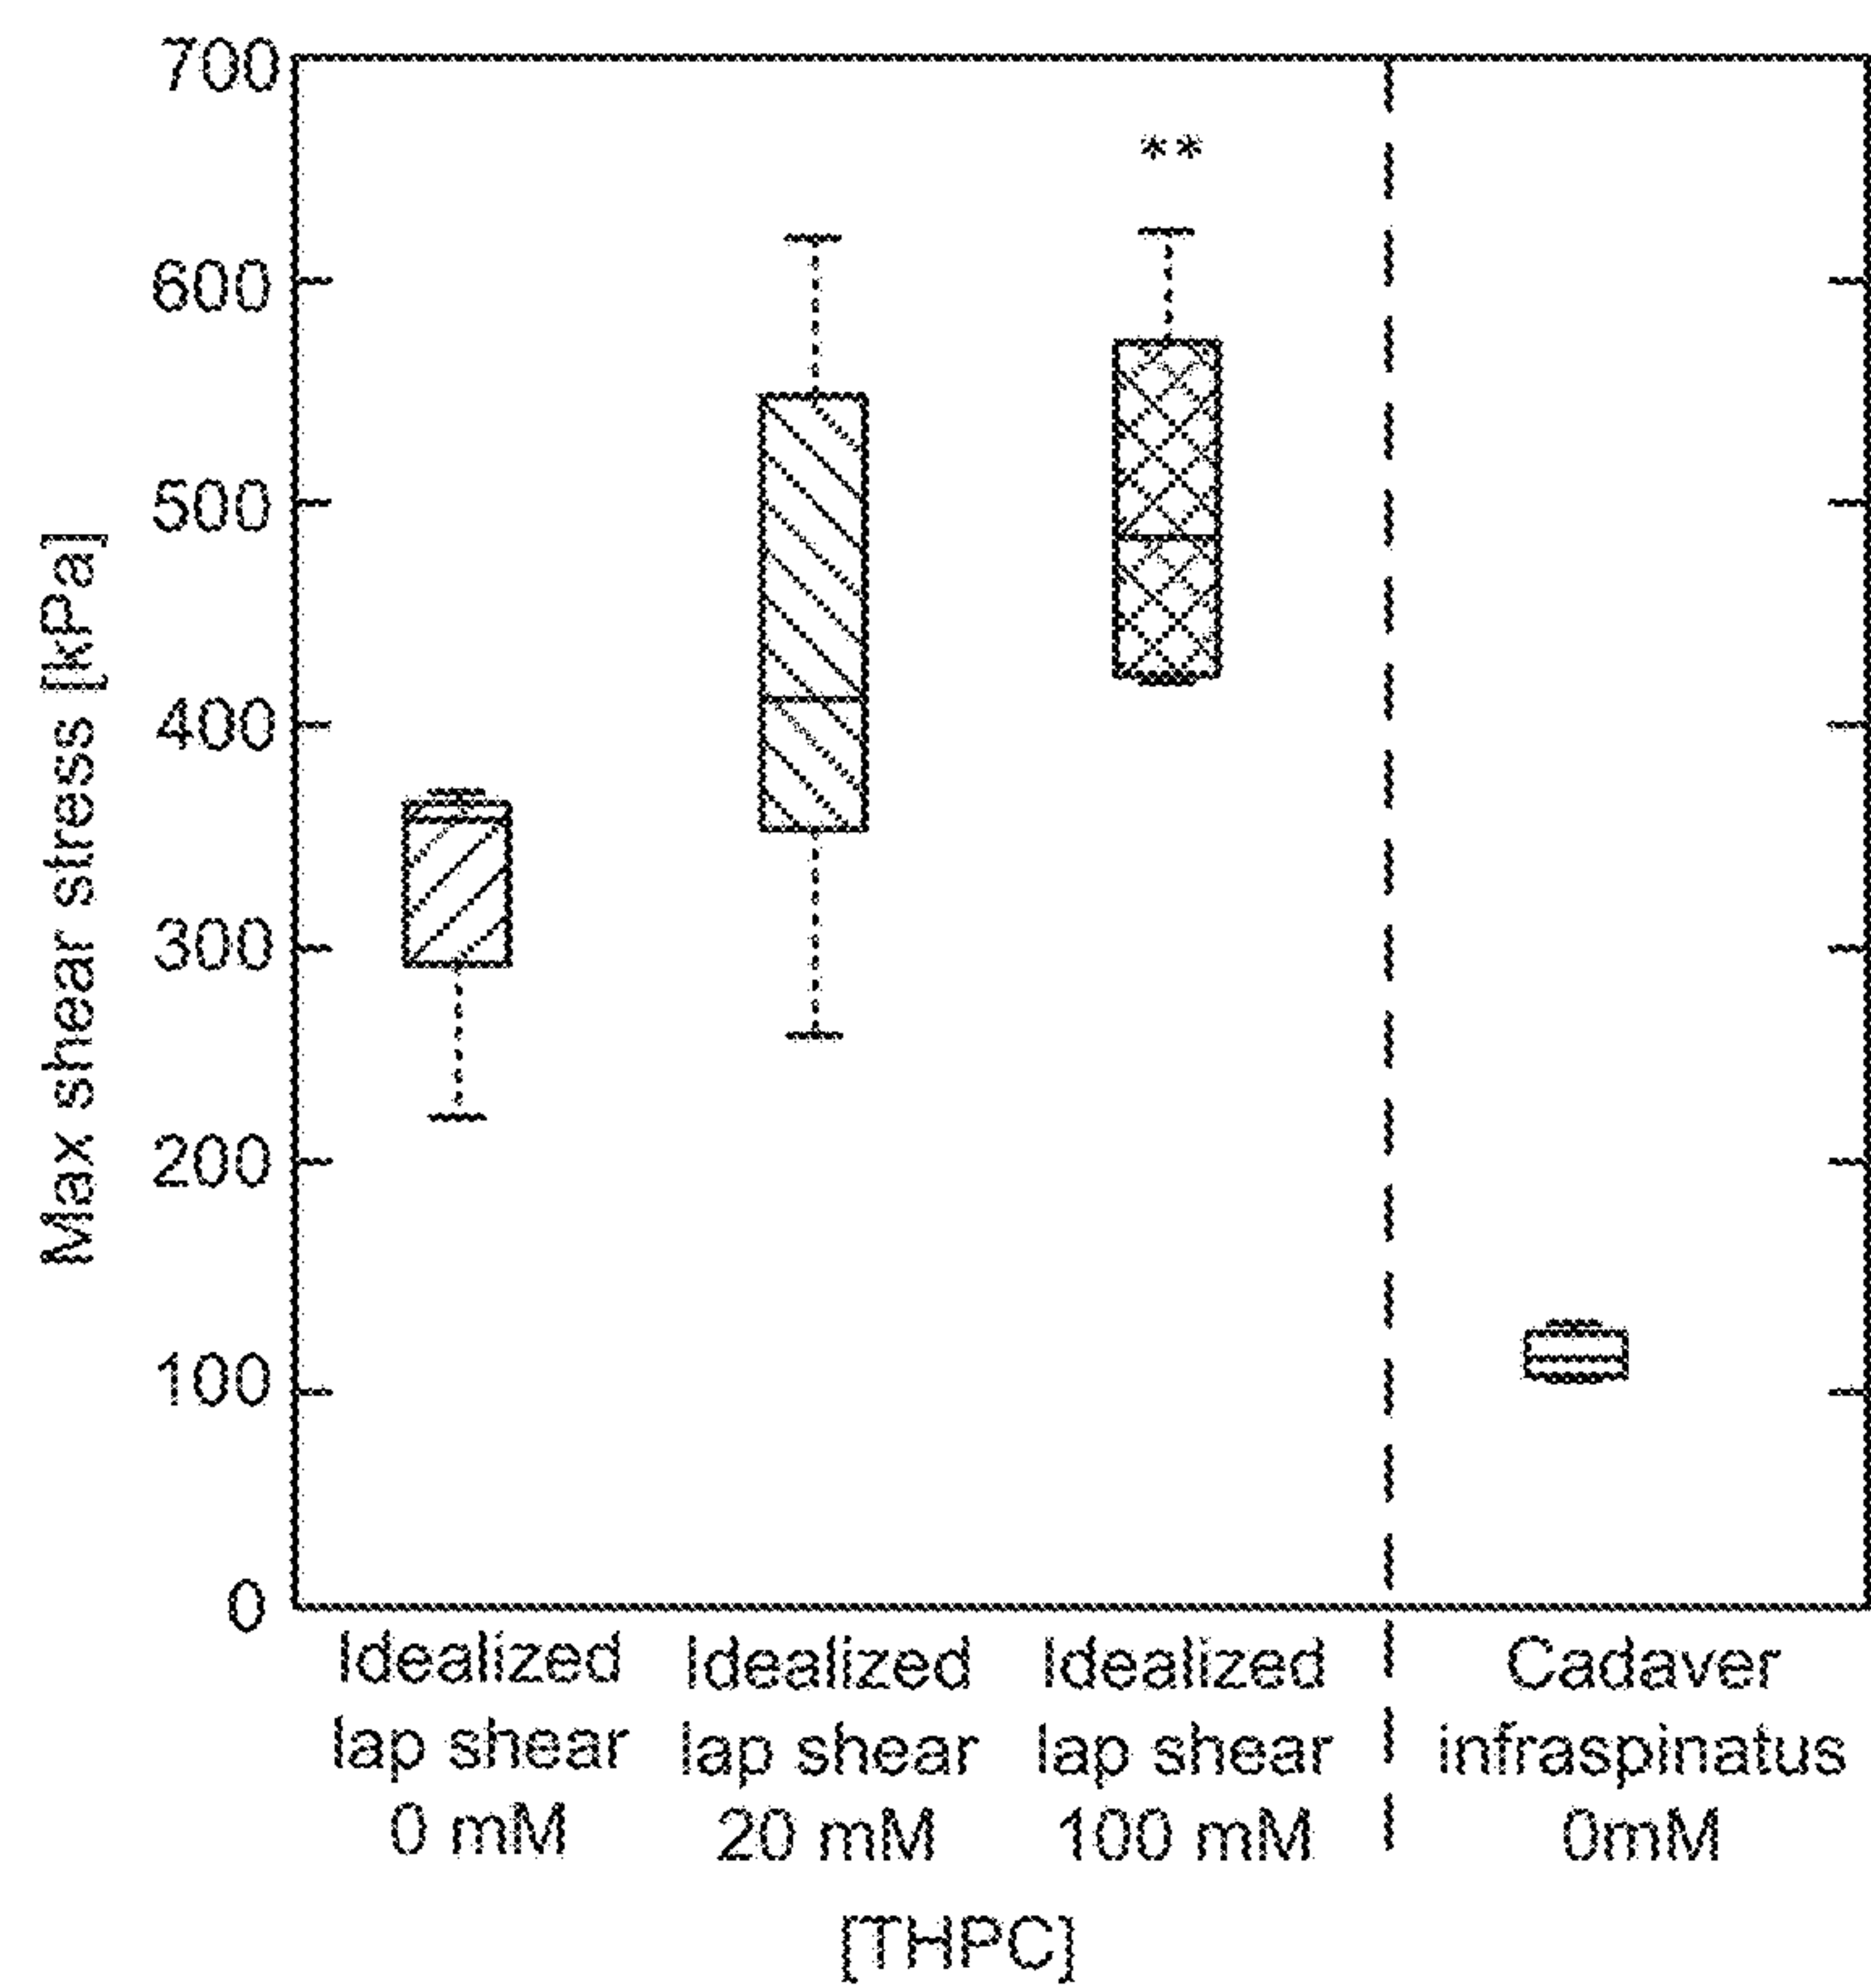 Max shear stress [kPa]
700
600
500
400
300
200
100
0
**
Idealized
lap shear
0 mM
Idealized
lap shear
20 mM
Idealized
lap shear
100 mM
Cadaver
infraspinatus
0mM
[THPC]